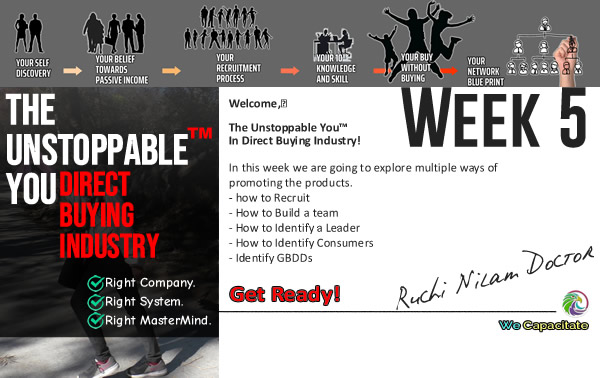 YOUR SELF
DISCOVERY
YOUR BELIEF
TOWARDS
PASSIVE INCOME
YOUR
RECRUITMENT
PROCESS
YOUR 10TH
KNOWLEDGE
AND SKILL
YOUR BUY
WITHOUT
BUYING
YOUR
NETWORK
BLUE PRINT
THE
UNSTOPPABLE™
YOU DIRECT
BUYING
INDUSTRY
Right Company.
Right System.
Right MasterMind.
WEEK 5
Welcome,
The Unstoppable You™
In Direct Buying Industry!
In this week we are going to explore multiple ways of
promoting the products.
- how to Recruit
- How to Build a team
- How to Identify a Leader
- How to Identify Consumers
- Identify GBDDs
Get Ready!
Ruchi Nilam DOCTOR
We Capacitate